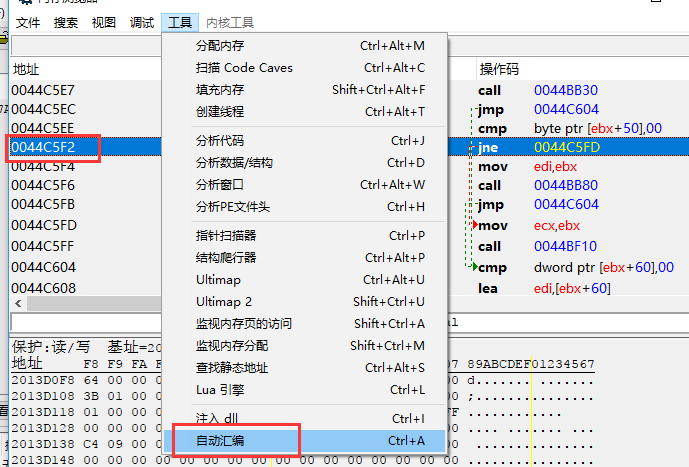 文件 搜索 视图 调试 工具 内核工具
分配内存 Ctrl+Alt+M
扫描 Code Caves Ctrl+Alt+C
填充内存 Shift+Ctrl+Alt+F
创建线程 Ctrl+Alt+T
分析代码 Ctrl+J
分析数据/结构 Ctrl+D
分析窗口 Ctrl+Alt+W
分析PE文件头 Ctrl+H
指针扫描器 Ctrl+P
结构爬行器 Ctrl+Alt+P
Ultimap Ctrl+Alt+U
Ultimap 2 Shift+Ctrl+U
监视内存页的访问 Shift+Ctrl+A
监视内存分配 Shift+Ctrl+M
查找静态地址 Ctrl+Alt+S
Lua 引擎 Ctrl+L
注入 dll Ctrl+I
自动汇编 Ctrl+A
地址 操作码
0044C5E7 call 0044BB30
0044C5EC jmp 0044C604
0044C5EE cmp byte ptr [ebx+50],00
0044C5F2 jne 0044C5FD
0044C5F4 mov edi,ebx
0044C5F6 call 0044BB80
0044C5FB jmp 0044C604
0044C5FD mov ecx,ebx
0044C5FF call 0044BF10
0044C604 cmp dword ptr [ebx+60],00
0044C608 lea edi,[ebx+60]
保护:读/写 基址=20
地址 F8 F9 FA 07 89ABCDEF01234567
2013D0F8 64 00 00 00 d....... .......
2013D108 3B 01 00 00 ;....... .......
2013D118 01 00 00 FF
2013D128 00 00 00 00
2013D138 C4 09 00 00
2013D148 00 00 00 00